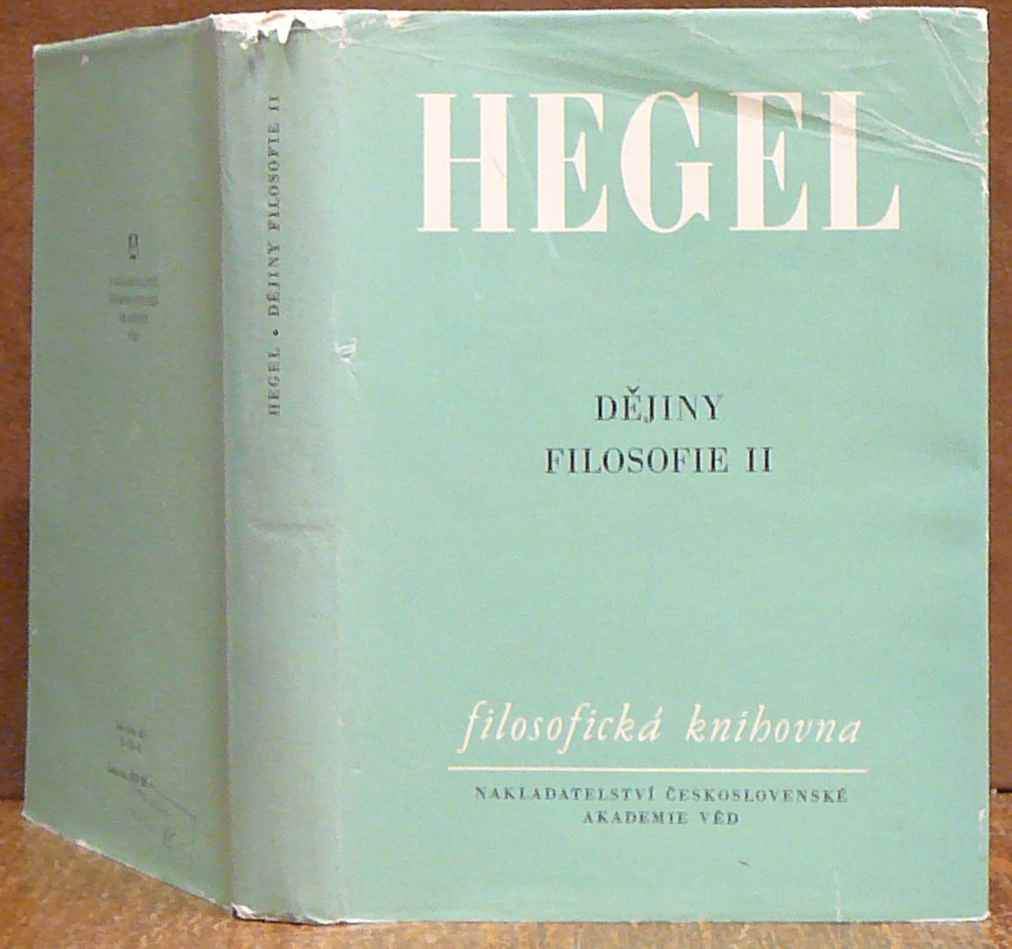 HEGEL
DĚJINY
FILOSOFIE II
filosofická knihovna
NAKLADATELSTVÍ ČESKOSLOVENSKÉ
AKADEMIE VĚD
HEGEL • DĚJINY FILOSOFIE II